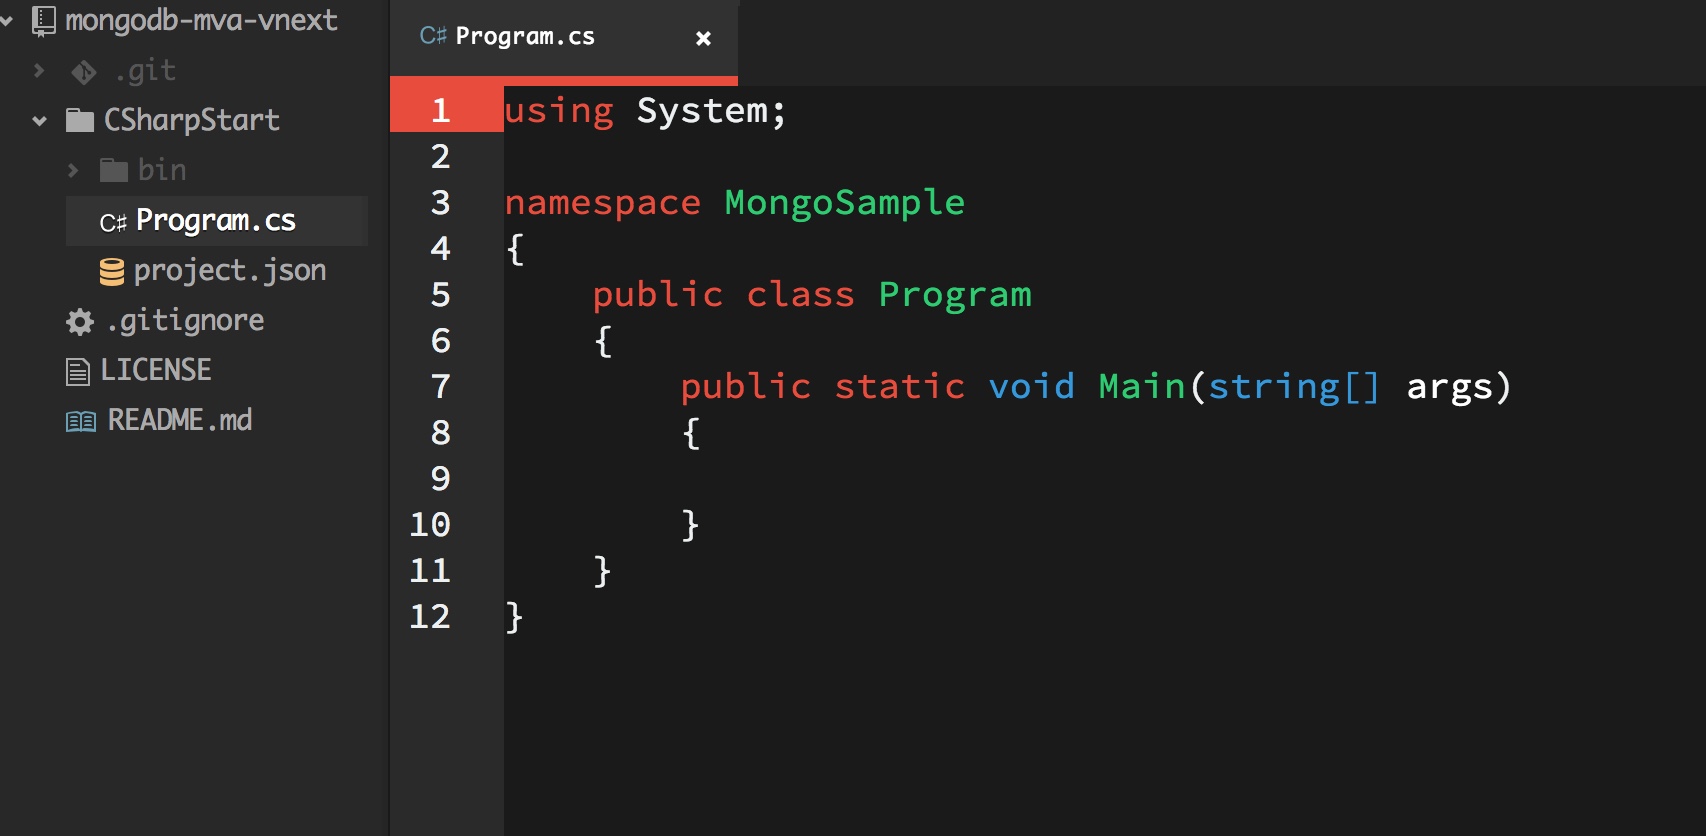 mongodb-mva-vnext
.git
CSharpStart
bin
C# Program.cs
project.json
.gitignore
LICENSE
README.md
C# Program.cs ×
1 using System;
2
3 namespace MongoSample
4 {
5     public class Program
6     {
7         public static void Main(string[] args)
8         {
9
10         }
11     }
12 }